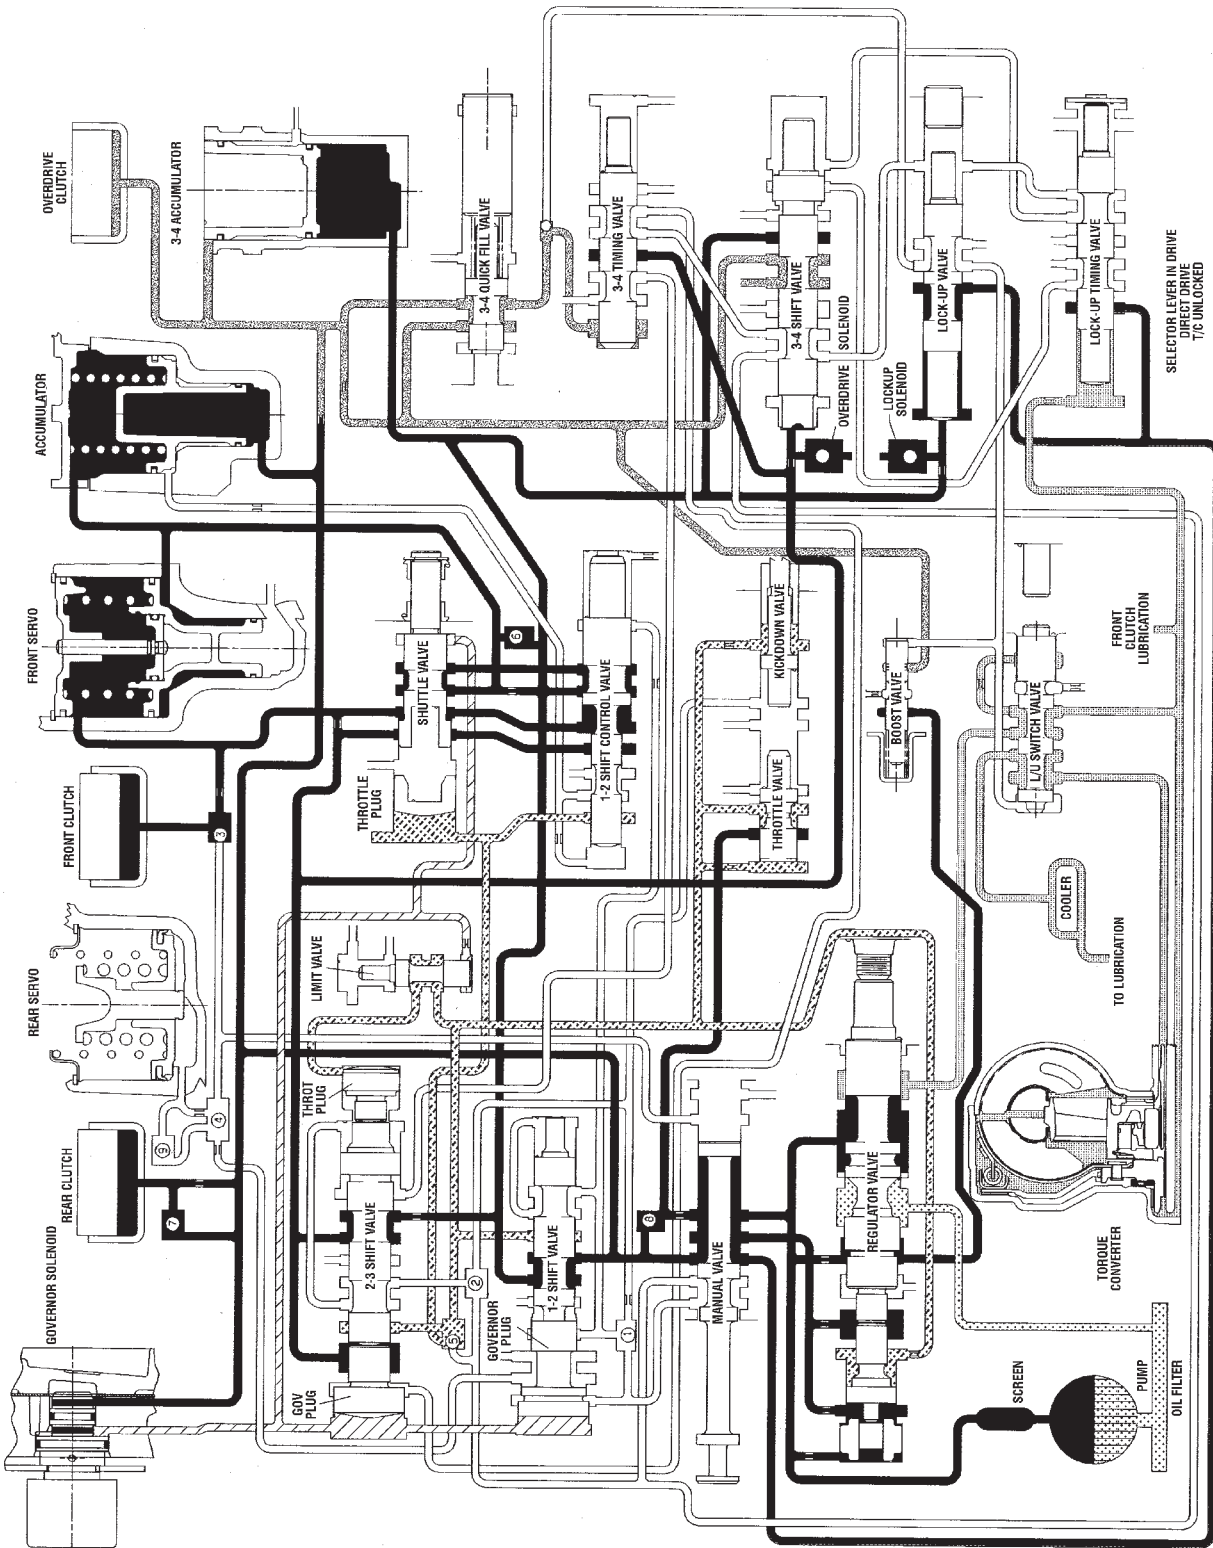 OVERDRIVE
CLUTCH
3-4 ACCUMULATOR
3-4 QUICK FILL VALVE
3-4 TIMING VALVE
3-4 SHIFT VALVE
OVERDRIVE SOLENOID
LOCKUP
SOLENOID
LOCK-UP VALVE
LOCK-UP TIMING VALVE
SELECTOR LEVER IN DRIVE
DIRECT DRIVE
T/C UNLOCKED
ACCUMULATOR
FRONT SERVO
SHUTTLE VALVE
THROTTLE
PLUG
6
1-2 SHIFT CONTROL VALVE
KICKDOWN VALVE
THROTTLE VALVE
BOOST VALVE
L/U SWITCH VALVE
FRONT
CLUTCH
LUBRICATION
FRONT CLUTCH
3
REAR SERVO
LIMIT VALVE
COOLER
TO LUBRICATION
REAR CLUTCH
9
4
7
THROT
PLUG
2-3 SHIFT VALVE
GOV
PLUG
5
2
1-2 SHIFT VALVE
GOVERNOR
PLUG
1
8
MANUAL VALVE
REGULATOR VALVE
TORQUE
CONVERTER
GOVERNOR SOLENOID
SCREEN
PUMP
OIL FILTER